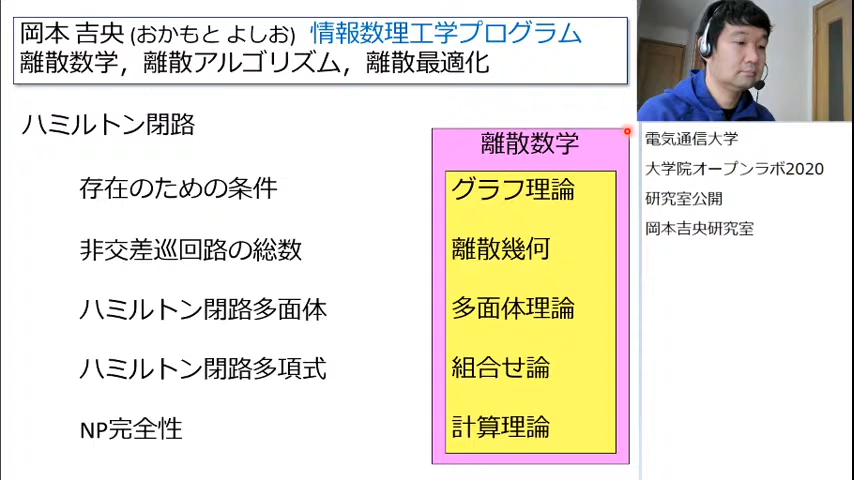 岡本 吉央 (おかもと よしお) 情報数理工学プログラム
離散数学，離散アルゴリズム，離散最適化
ハミルトン閉路
離散数学
存在のための条件 グラフ理論
非交差巡回路の総数 離散幾何
ハミルトン閉路多面体 多面体理論
ハミルトン閉路多項式 組合せ論
NP完全性 計算理論
電気通信大学
大学院オープンラボ2020
研究室公開
岡本吉央研究室